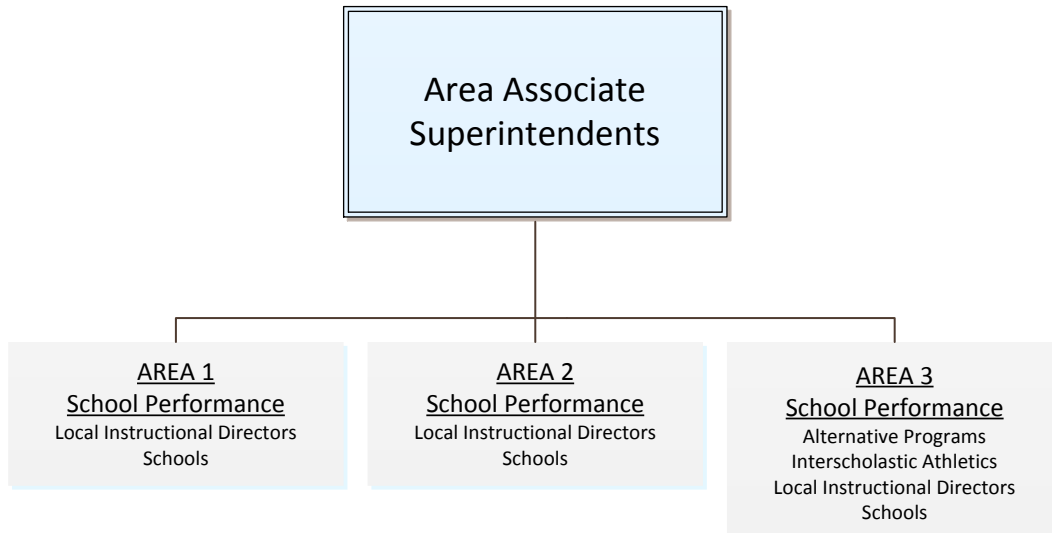 Area Associate
Superintendents
AREA 1
School Performance
Local Instructional Directors
Schools
AREA 2
School Performance
Local Instructional Directors
Schools
AREA 3
School Performance
Alternative Programs
Interscholastic Athletics
Local Instructional Directors
Schools